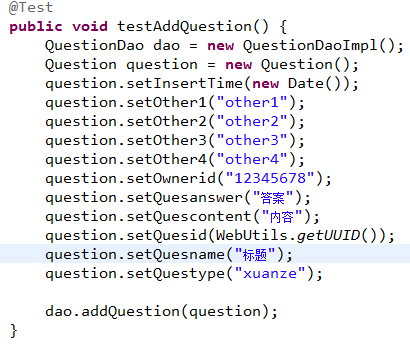 @Test
public void testAddQuestion() {
QuestionDao dao = new QuestionDaoImpl();
Question question = new Question();
question.setInsertTime(new Date());
question.setOther1("other1");
question.setOther2("other2");
question.setOther3("other3");
question.setOther4("other4");
question.setOwnerid("12345678");
question.setQuesanswer("答案");
question.setQuescontent("内容");
question.setQuesid(WebUtils.getUUID());
question.setQuesname("标题");
question.setQuestype("xuanze");
dao.addQuestion(question);
}